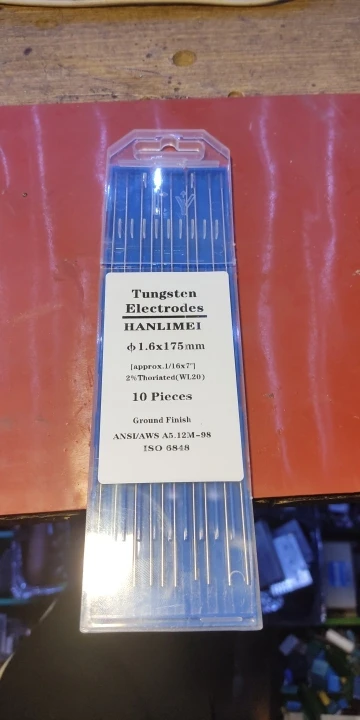 Tungsten
Electrodes
HANLIMEI
ф1.6x175mm
[approx.1/16x7"]
2%Thoriated(WL20)
10 Pieces
Ground Finish
ANSI/AWS A5.12M-98
ISO 6848